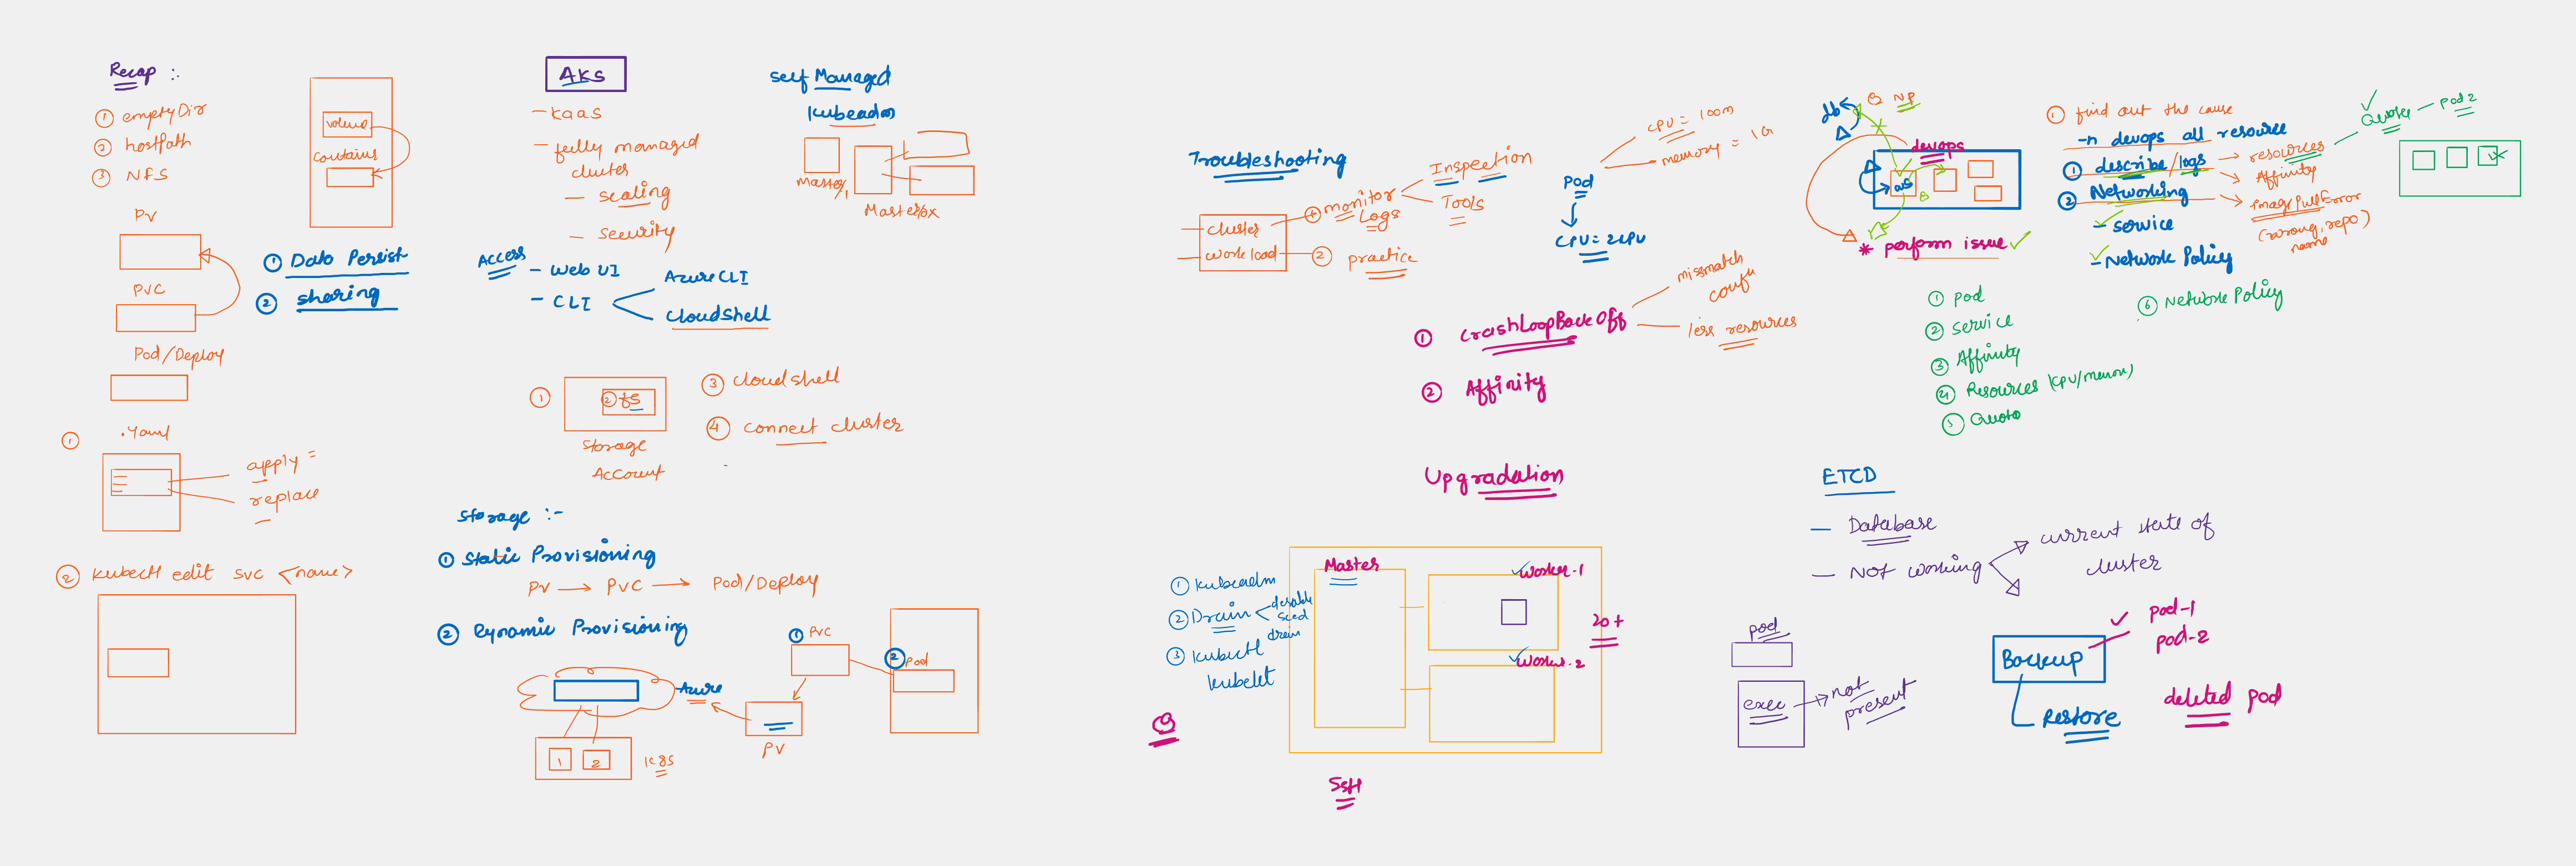 Recap :-
① emptyDir
② hostpath
③ NFS
volume
contains
PV
PVC
Pod/Deploy
① Data Persist
② sharing
① .Yaml
apply =
replace
② kubectl edit svc <name>
AKS
- kaas
- fully managed
cluster
- scaling
- security
Access
- Web UI
- CLI
Azure CLI
CloudShell
self Managed
kubeadm
Master/1
Master/ox
①
② fs
Storage
Account
③ cloudshell
④ connect cluster
Storage :-
① Static Provisioning
PV → PVC → Pod/Deploy
② Dynamic Provisioning
① PVC
② Pod
Azure
PV
1 2
K8S
Troubleshooting
cluster
workload
① monitor
Logs
Inspection
Tools
② practice
Pod
CPU = 100m
memory = 1G
CPU = 2CPU
① CrashLoopBackOff
mismatch
conf
less resources
② Affinity
db
NP
devops
* perform issue
① find out the cause
-n devops all resource
① describe/logs
② Networking
- service
- Network Policy
resources
Affinity
imagePullError
(wrong, repo)
name
Quota - pod 2
① Pod
② Service
③ Affinity
④ Resources (CPU/memory)
⑤ Quota
⑥ Network Policy
Upgradation
① kubeadm
② Drain
drain
③ kubectl
kubelet
Master
Worker-1
Worker-2
20+
SSH
ETCD
- Database
- Not working
current state of
cluster
pod
exec
not
present
Backup
Restore
pod-1
pod-2
deleted pod